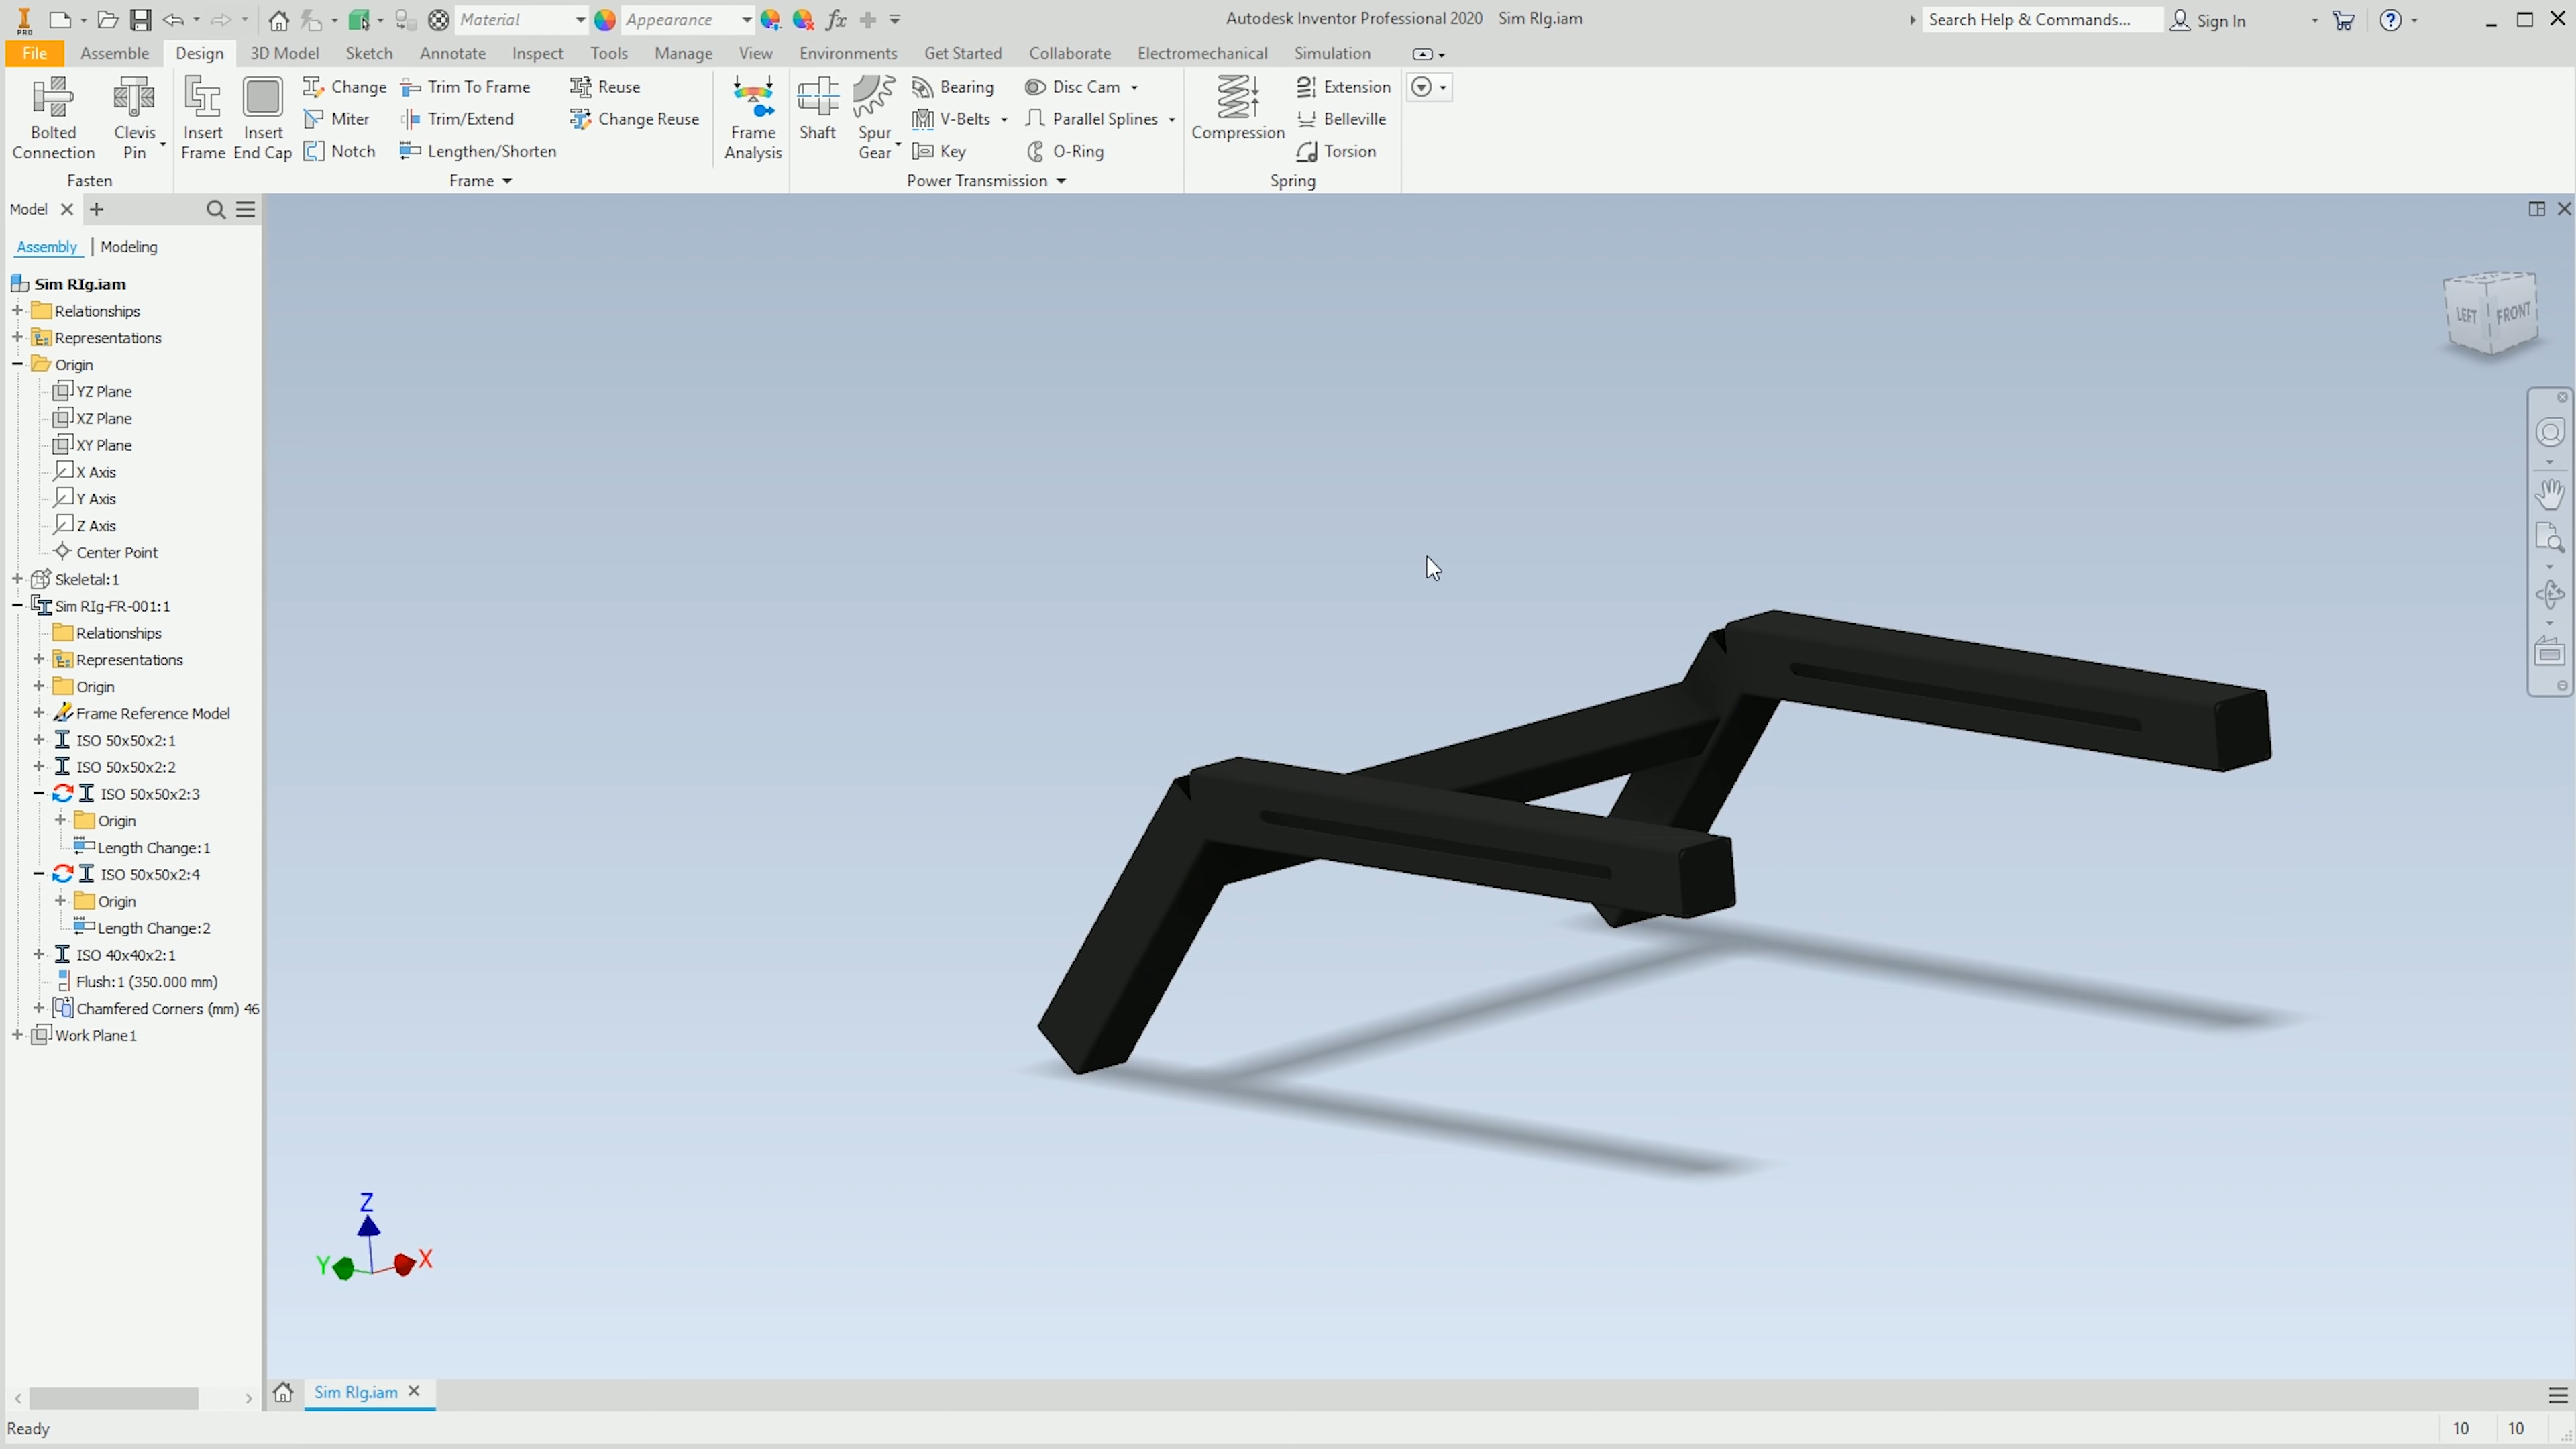 PRO
Material
Appearance
fx
Autodesk Inventor Professional 2020 Sim RIg.iam
Search Help & Commands...
Sign In
File Assemble Design 3D Model Sketch Annotate Inspect Tools Manage View Environments Get Started Collaborate Electromechanical Simulation
Bolted Connection
Clevis Pin
Fasten
Insert Frame
Insert End Cap
Change
Miter
Notch
Trim To Frame
Trim/Extend
Lengthen/Shorten
Reuse
Change Reuse
Frame
Frame Analysis
Shaft
Spur Gear
Bearing
V-Belts
Key
Disc Cam
Parallel Splines
O-Ring
Power Transmission
Compression
Extension
Belleville
Torsion
Spring
Model
Assembly | Modeling
Sim RIg.iam
Relationships
Representations
Origin
YZ Plane
XZ Plane
XY Plane
X Axis
Y Axis
Z Axis
Center Point
Skeletal:1
Sim RIg-FR-001:1
Relationships
Representations
Origin
Frame Reference Model
ISO 50x50x2:1
ISO 50x50x2:2
ISO 50x50x2:3
Origin
Length Change:1
ISO 50x50x2:4
Origin
Length Change:2
ISO 40x40x2:1
Flush:1 (350.000 mm)
Chamfered Corners (mm) 46
Work Plane1
LEFT
FRONT
Z
Y
X
Sim RIg.iam
Ready
10 10